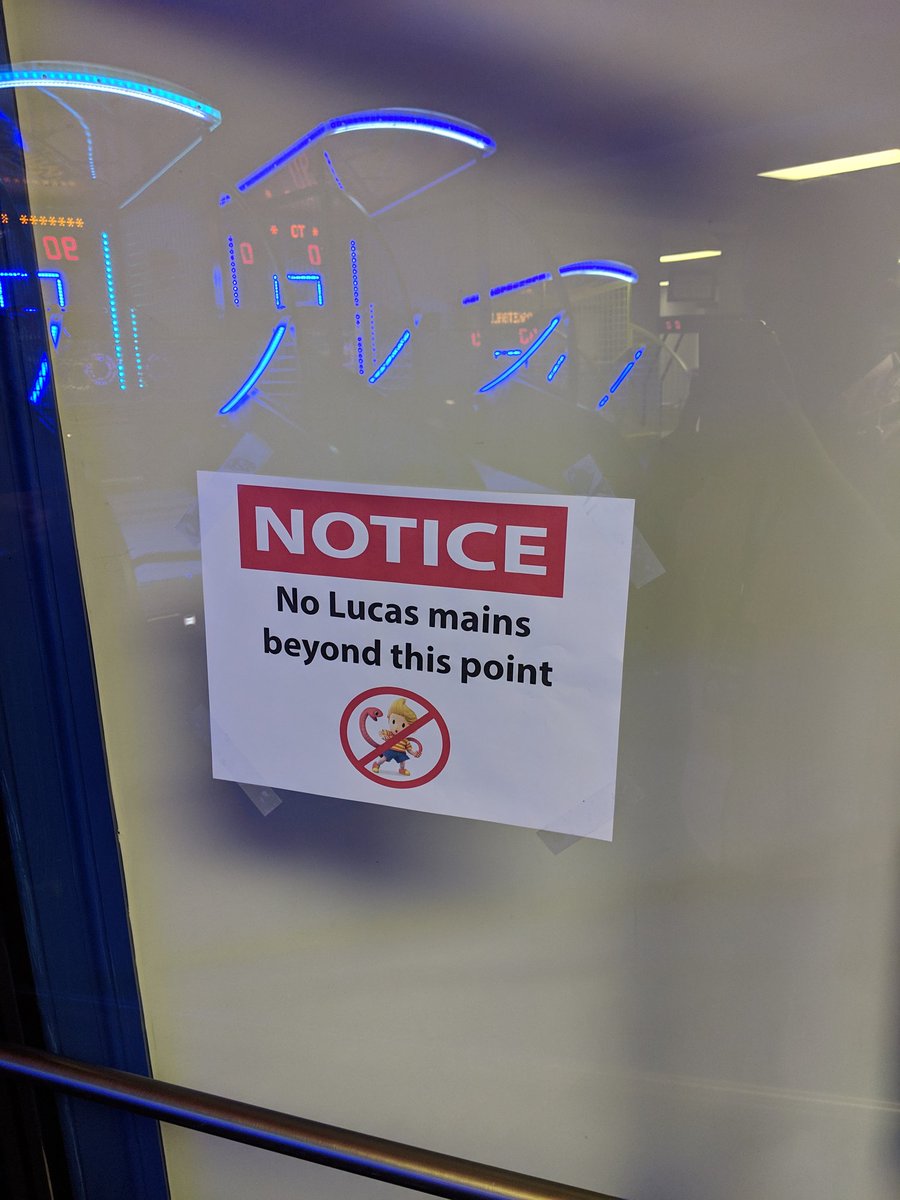 NOTICE
No Lucas mains
beyond this point